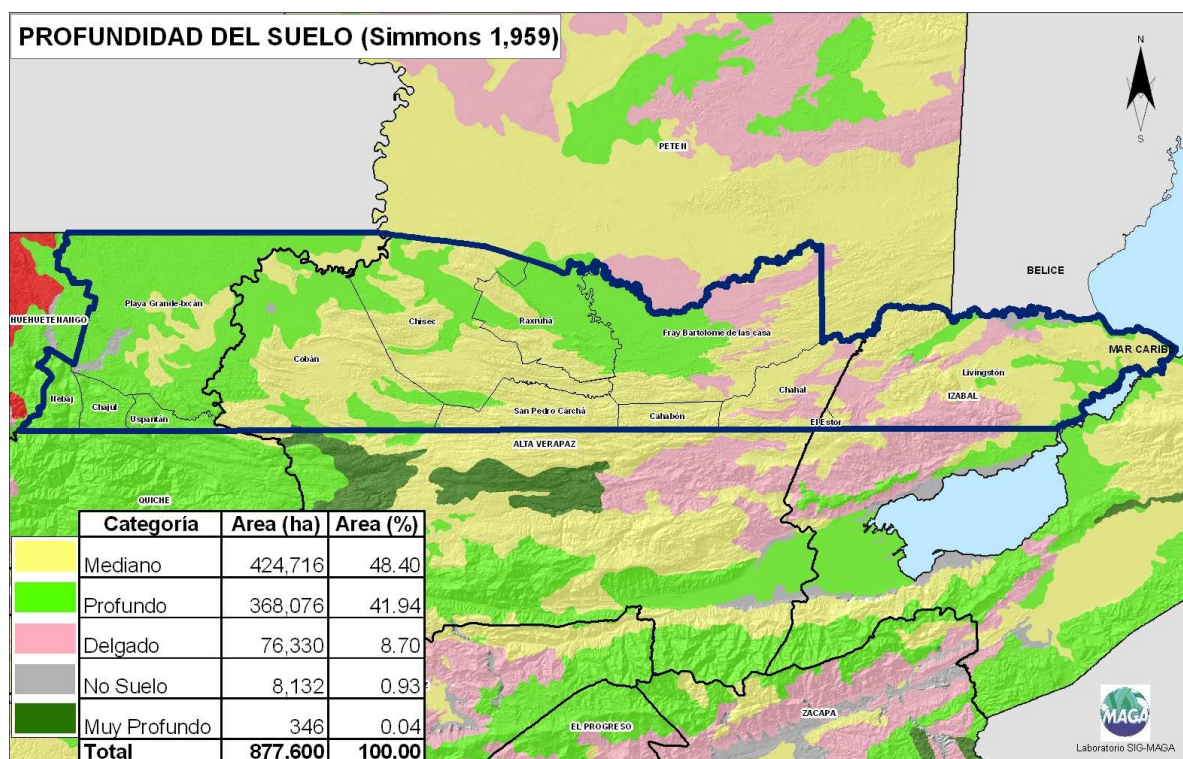 PROFUNDIDAD DEL SUELO (Simmons 1,959)
N
S
PETEN
BELICE
HUEHUETENANGO
Playa Grande-Ixcán
Chisec
Raxruhá
Fray Bartolomé de las casa
MAR CARIBE
Cobán
Livingstón
IZABAL
Nebaj
Chajul
Uspantán
San Pedro Carchá
Cahabón
Chahal
El Estor
ALTA VERAPAZ
QUICHE
Categoría Area (ha) Area (%)
Mediano 424,716 48.40
Profundo 368,076 41.94
Delgado 76,330 8.70
No Suelo 8,132 0.93
Muy Profundo 346 0.04
Total 877,600 100.00
EL PROGRESO
ZACAPA
MAGA
Laboratorio SIG-MAGA